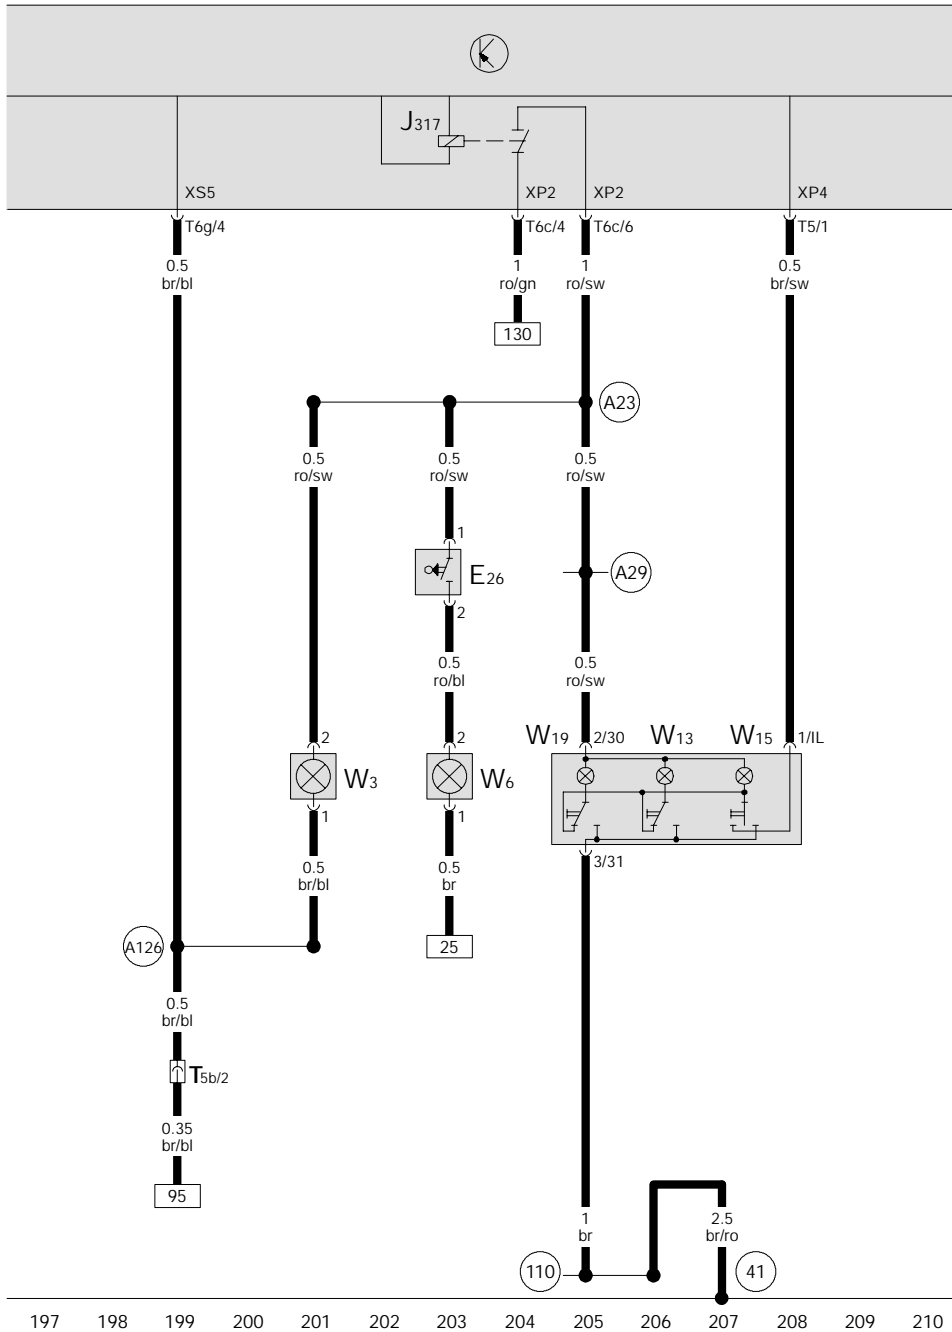 J317
XS5
XP2
XP2
XP4
T6g/4
T6c/4
T6c/6
T5/1
0.5
br/bl
1
ro/gn
1
ro/sw
0.5
br/sw
130
A23
0.5
ro/sw
0.5
ro/sw
0.5
ro/sw
1
E26
A29
2
0.5
ro/bl
0.5
ro/sw
W19
2/30
W13
W15
1/IL
2
2
W3
W6
1
1
3/31
0.5
br/bl
0.5
br
A126
25
0.5
br/bl
T5b/2
0.35
br/bl
95
1
br
2.5
br/ro
110
41
197 198 199 200 201 202 203 204 205 206 207 208 209 210